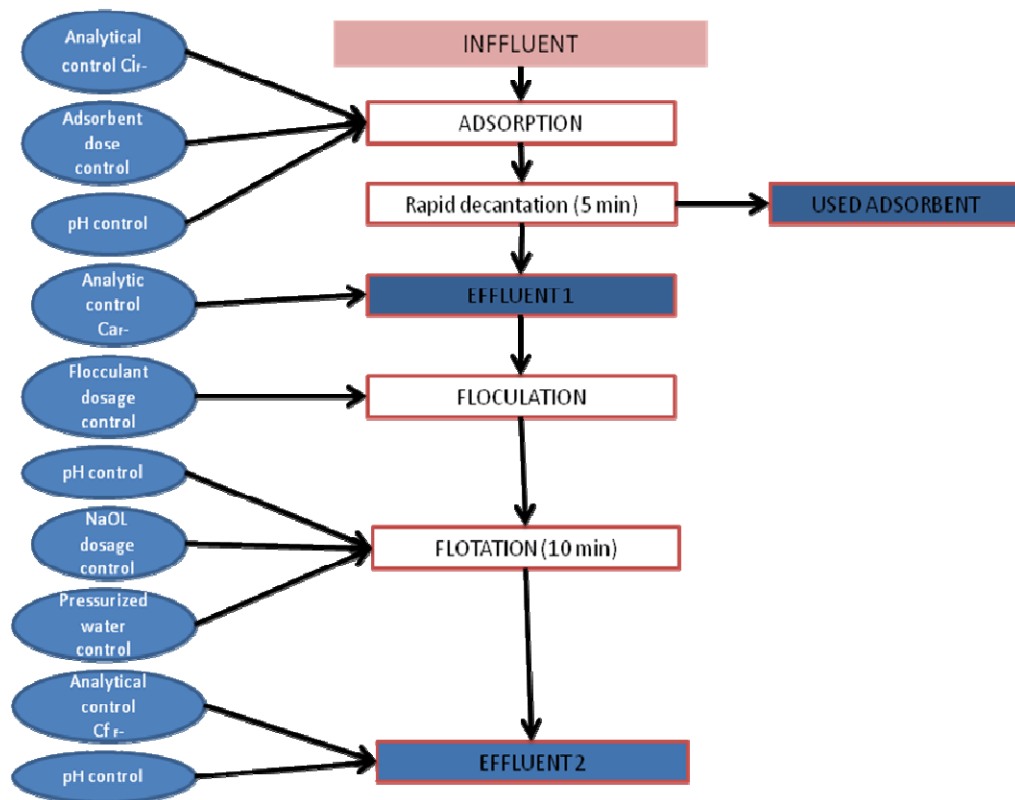 Analytical
control CiF-
INFFLUENT
Adsorbent
dose
control
ADSORPTION
pH control
Rapid decantation (5 min)
USED ADSORBENT
Analytic
control
CaF-
EFFLUENT 1
Flocculant
dosage
control
FLOCULATION
pH control
NaOL
dosage
control
FLOTATION (10 min)
Pressurized
water
control
Analytical
control
Cf F-
EFFLUENT 2
pH control